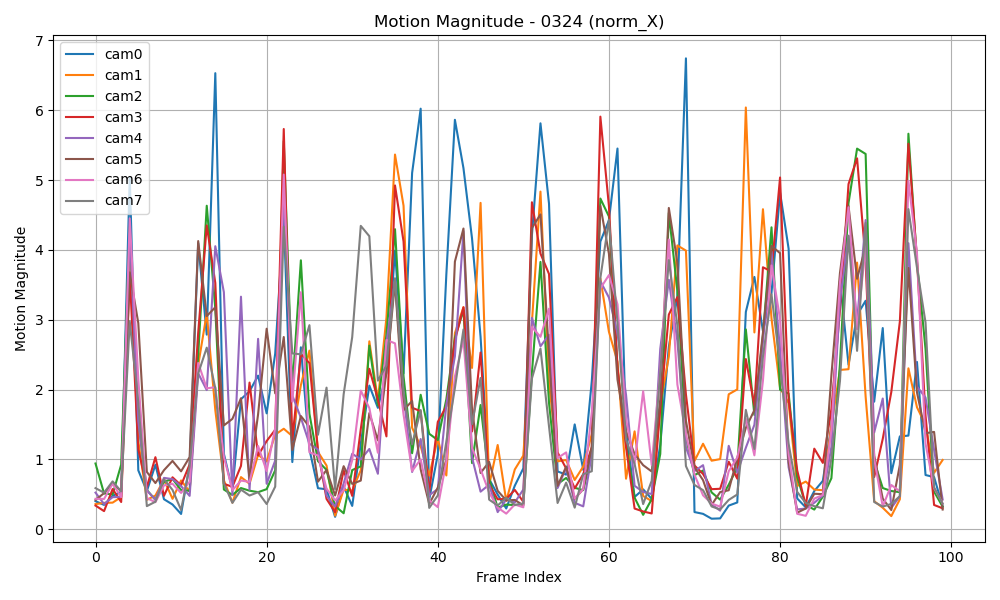 Motion Magnitude - 0324 (norm_X)
7
6
5
4
3
2
1
0
Motion Magnitude
cam0
cam1
cam2
cam3
cam4
cam5
cam6
cam7
0
20
40
60
80
100
Frame Index